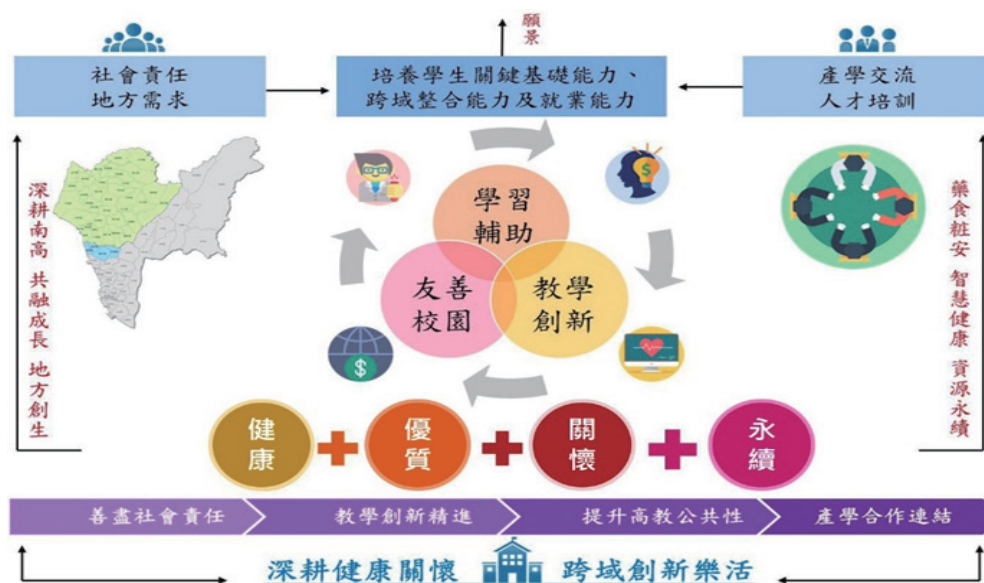 願景
社會責任
地方需求
培養學生關鍵基礎能力、
跨域整合能力及就業能力
產學交流
人才培訓
深耕南高 共融成長 地方創生
學習
輔助
友善
校園
教學
創新
藥食粧安 智慧健康 資源永續
健康
優質
關懷
永續
善盡社會責任
教學創新精進
提升高教公共性
產學合作連結
深耕健康關懷 跨域創新樂活